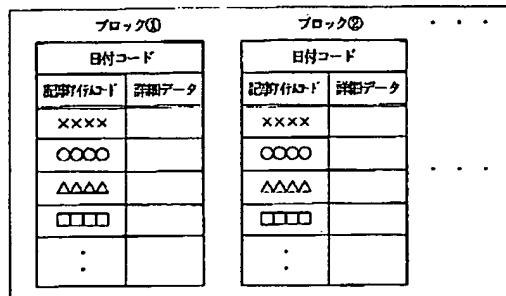 ブロック① ブロック② ・・・
日付コード 日付コード
記事アイテムコード 詳細データ 記事アイテムコード 詳細データ
×××× ××××
○○○○ ○○○○
△△△△ △△△△ ・・・
□□□□ □□□□
： ：